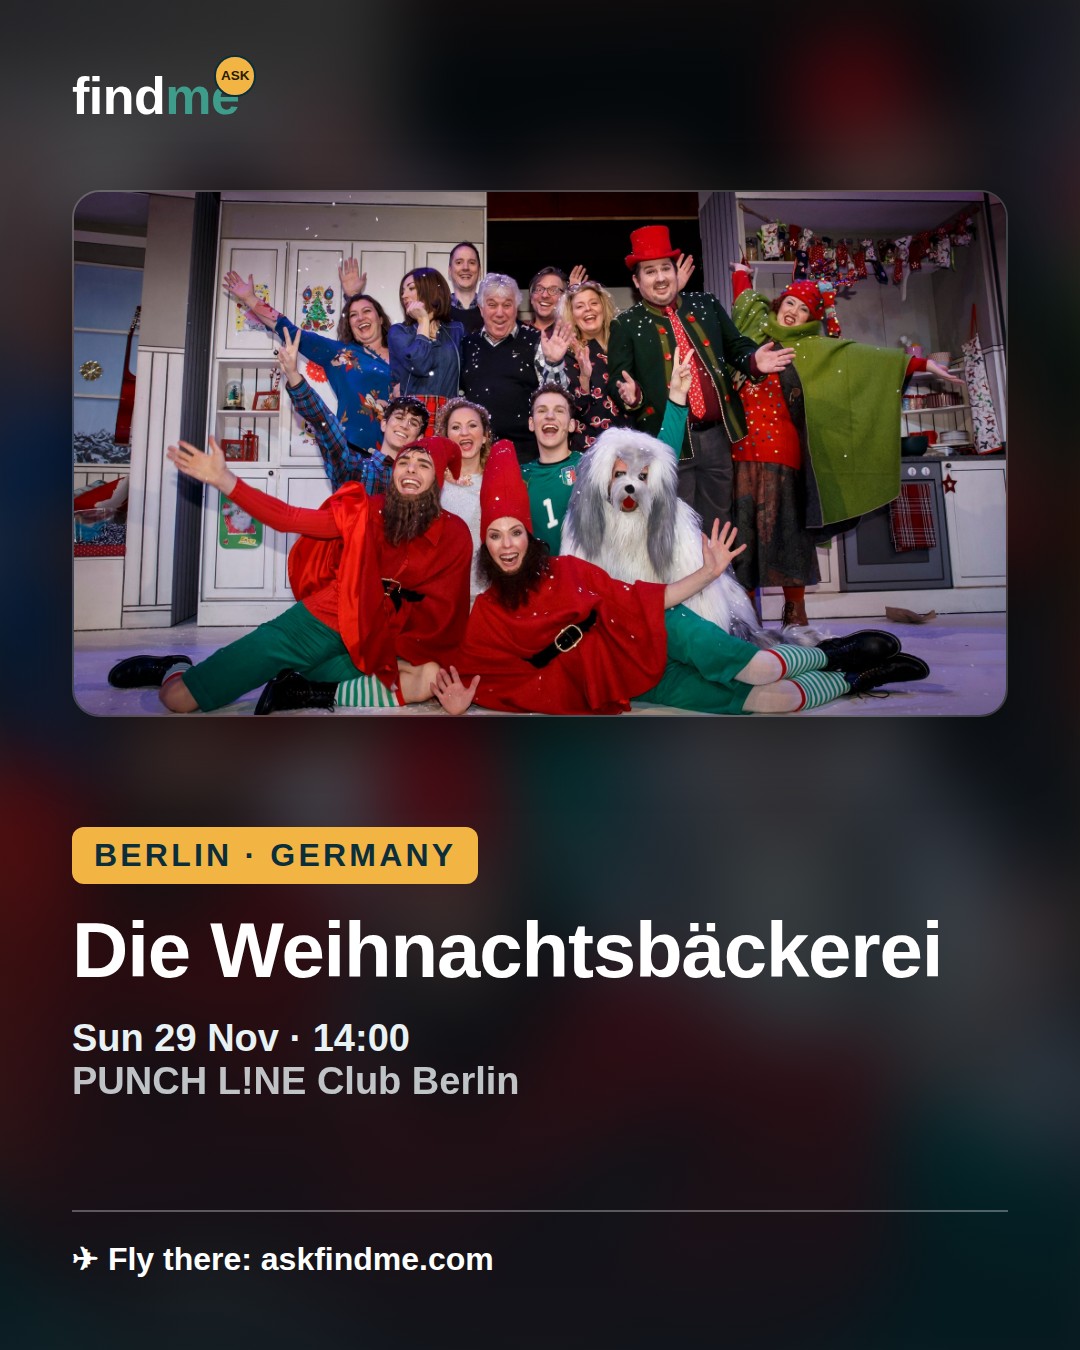 findme
ASK
1
BERLIN · GERMANY
Die Weihnachtsbäckerei
Sun 29 Nov · 14:00
PUNCH L!NE Club Berlin
✈ Fly there: askfindme.com